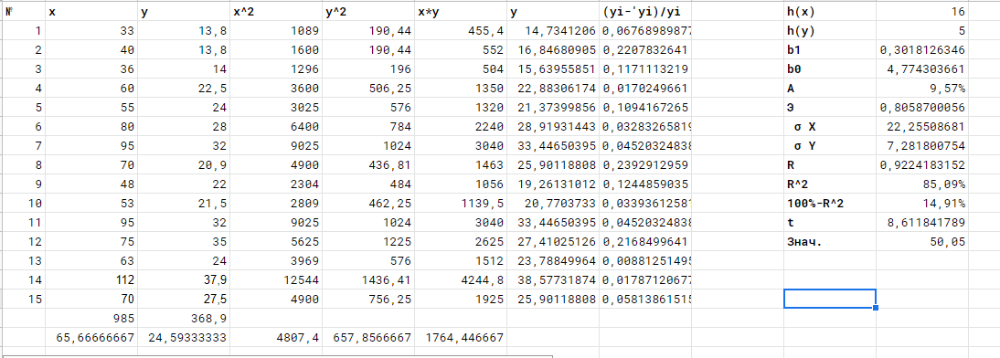 № x y x^2 y^2 x*y y (yi-'yi)/yi h(x) 16
1 33 13,8 1089 190,44 455,4 14,7341206 0,06768989877 h(y) 5
2 40 13,8 1600 190,44 552 16,84680905 0,2207832641 b1 0,3018126346
3 36 14 1296 196 504 15,63955851 0,1171113219 b0 4,774303661
4 60 22,5 3600 506,25 1350 22,88306174 0,0170249661 A 9,57%
5 55 24 3025 576 1320 21,37399856 0,1094167265 Э 0,8058700056
6 80 28 6400 784 2240 28,91931443 0,03283265819 σ X 22,25508681
7 95 32 9025 1024 3040 33,44650395 0,04520324838 σ Y 7,281800754
8 70 20,9 4900 436,81 1463 25,90118808 0,2392912959 R 0,9224183152
9 48 22 2304 484 1056 19,26131012 0,1244859035 R^2 85,09%
10 53 21,5 2809 462,25 1139,5 20,7703733 0,03393612581 100%-R^2 14,91%
11 95 32 9025 1024 3040 33,44650395 0,04520324838 t 8,611841789
12 75 35 5625 1225 2625 27,41025126 0,2168499641 Знач. 50,05
13 63 24 3969 576 1512 23,78849964 0,00881251495
14 112 37,9 12544 1436,41 4244,8 38,57731874 0,01787120677
15 70 27,5 4900 756,25 1925 25,90118808 0,05813861515
985 368,9
65,66666667 24,59333333 4807,4 657,8566667 1764,446667